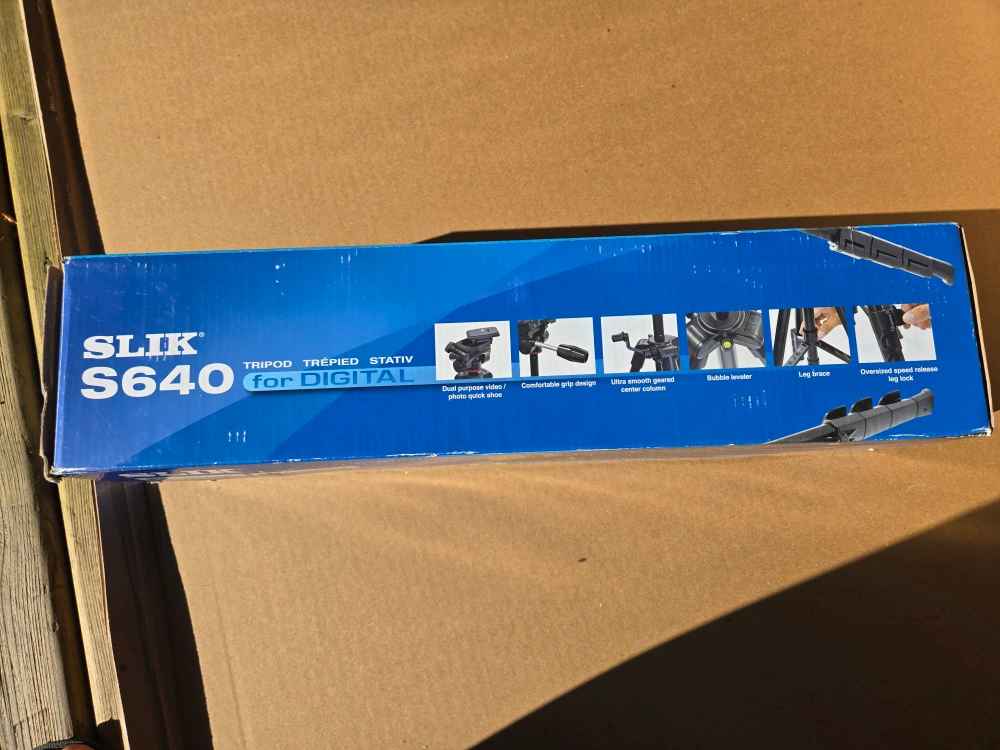 SLIK®
S640
TRIPOD TRÉPIED STATIV
for DIGITAL
Dual purpose video /
photo quick shoe
Comfortable grip design
Ultra smooth geared
center column
Bubble leveler
Leg brace
Oversized speed release
leg lock
SLIK